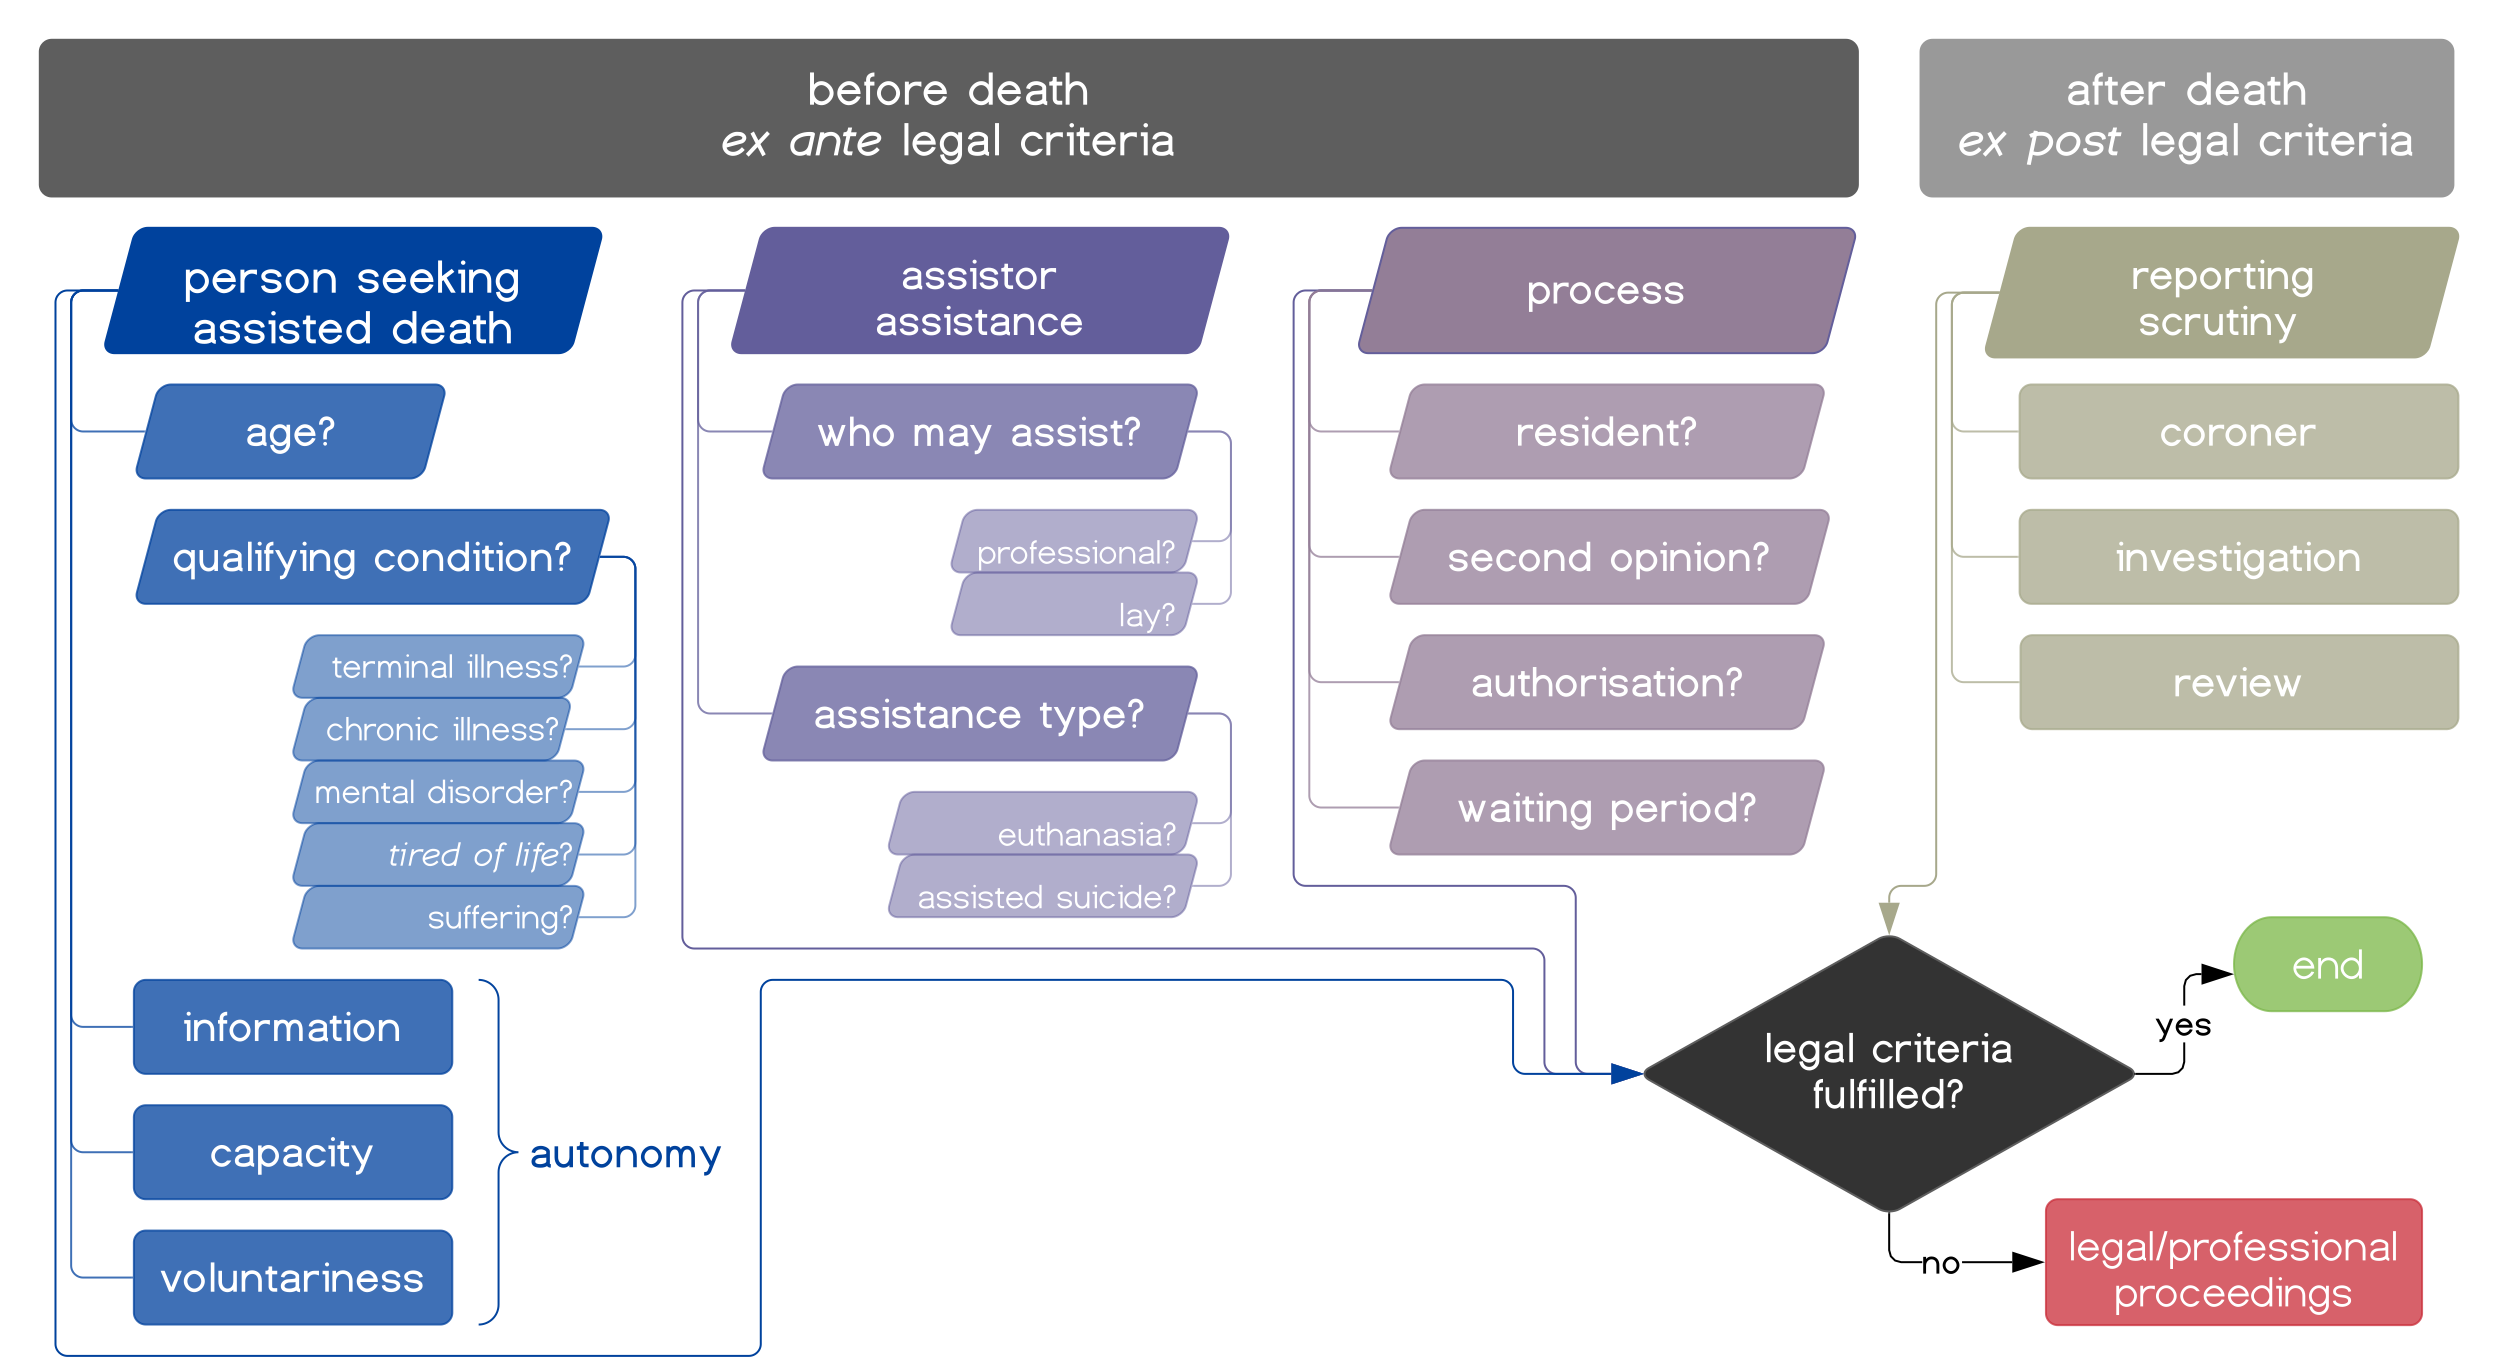 before death
ex ante legal criteria
after death
ex post legal criteria
person seeking
assisted death
age?
qualifying condition?
terminal illness?
chronic illness?
mental disorder?
tired of life?
suffering?
information
capacity
voluntariness
autonomy
assistor
assistance
who may assist?
professional?
lay?
assistance type?
euthanasia?
assisted suicide?
process
resident?
second opinion?
authorisation?
waiting period?
reporting
scrutiny
coroner
investigation
review
legal criteria
fulfilled?
yes
end
no
legal/professional
proceedings